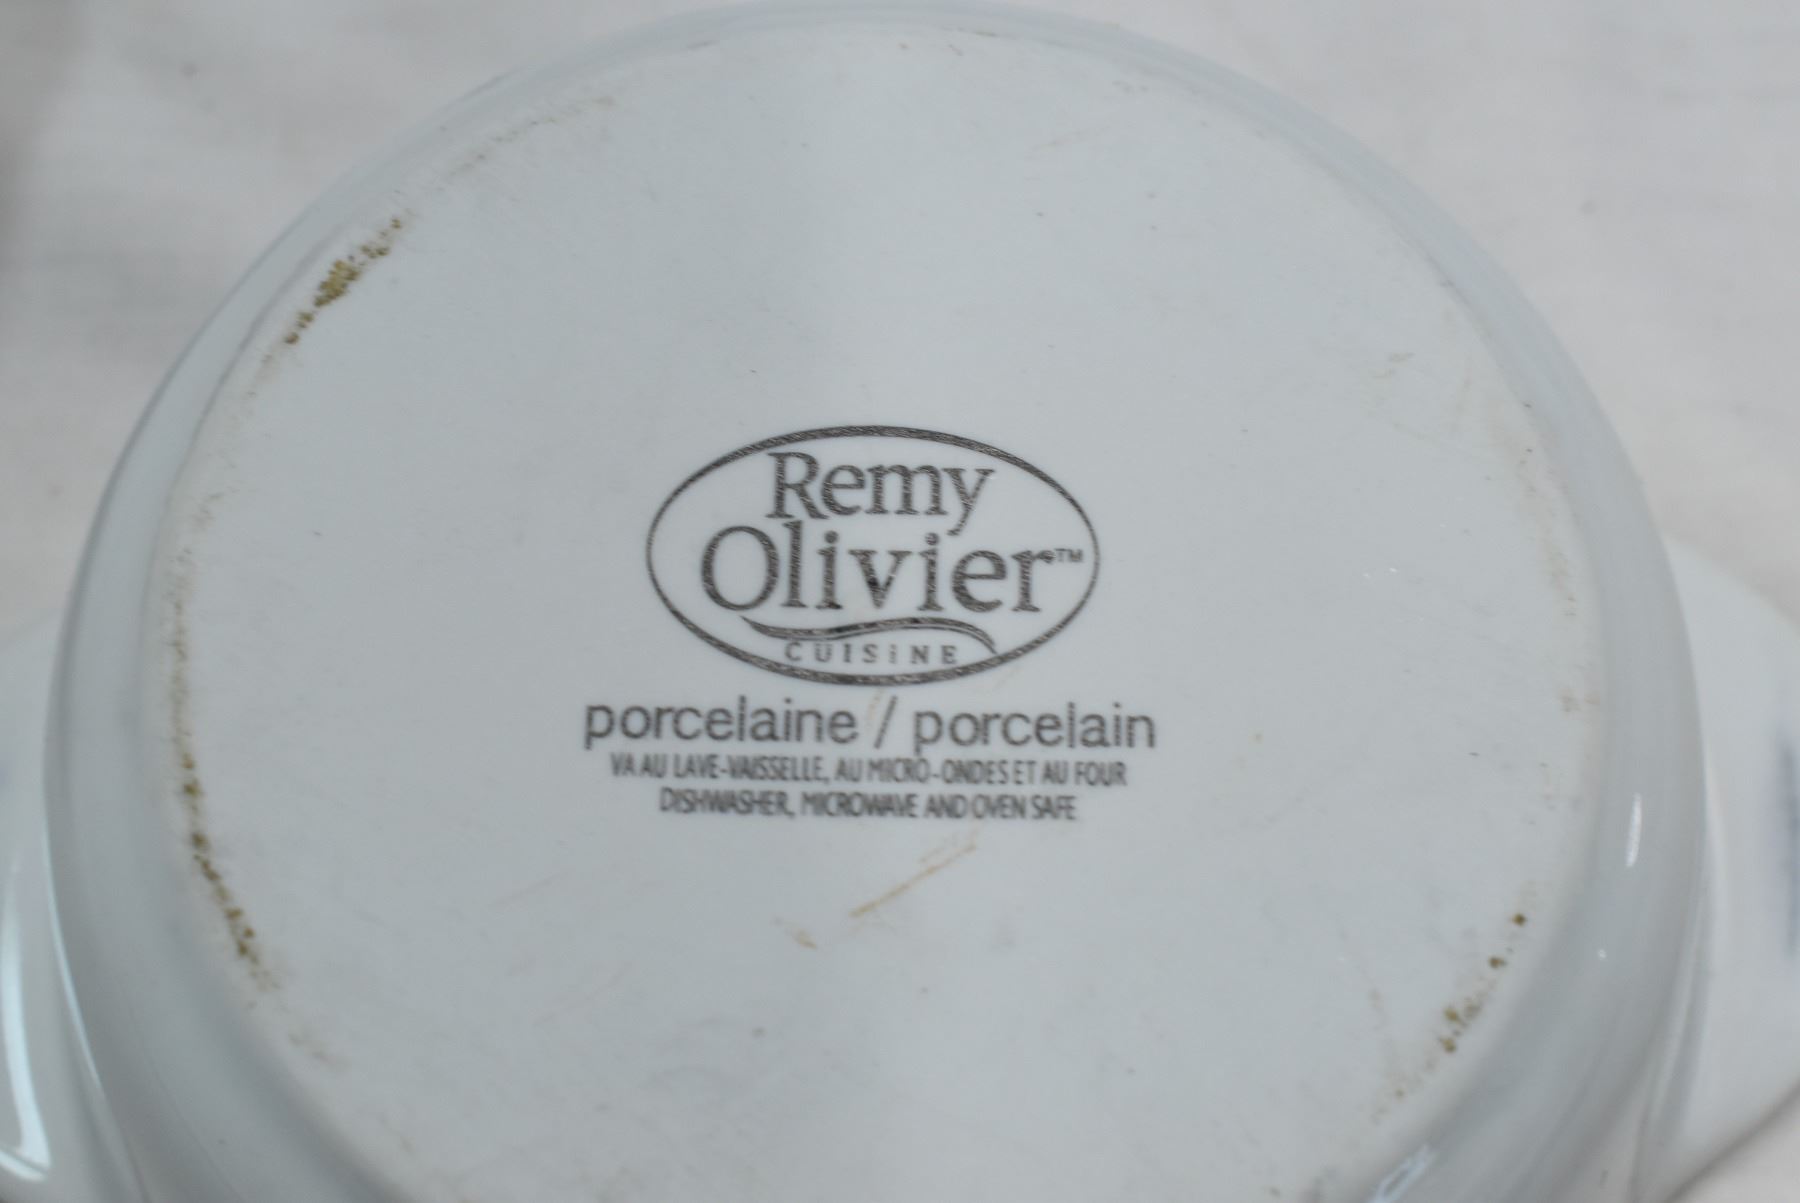 Remy
Olivier™
CUISINE
porcelaine / porcelain
VA AU LAVE-VAISSELLE, AU MICRO-ONDES ET AU FOUR
DISHWASHER, MICROWAVE AND OVEN SAFE